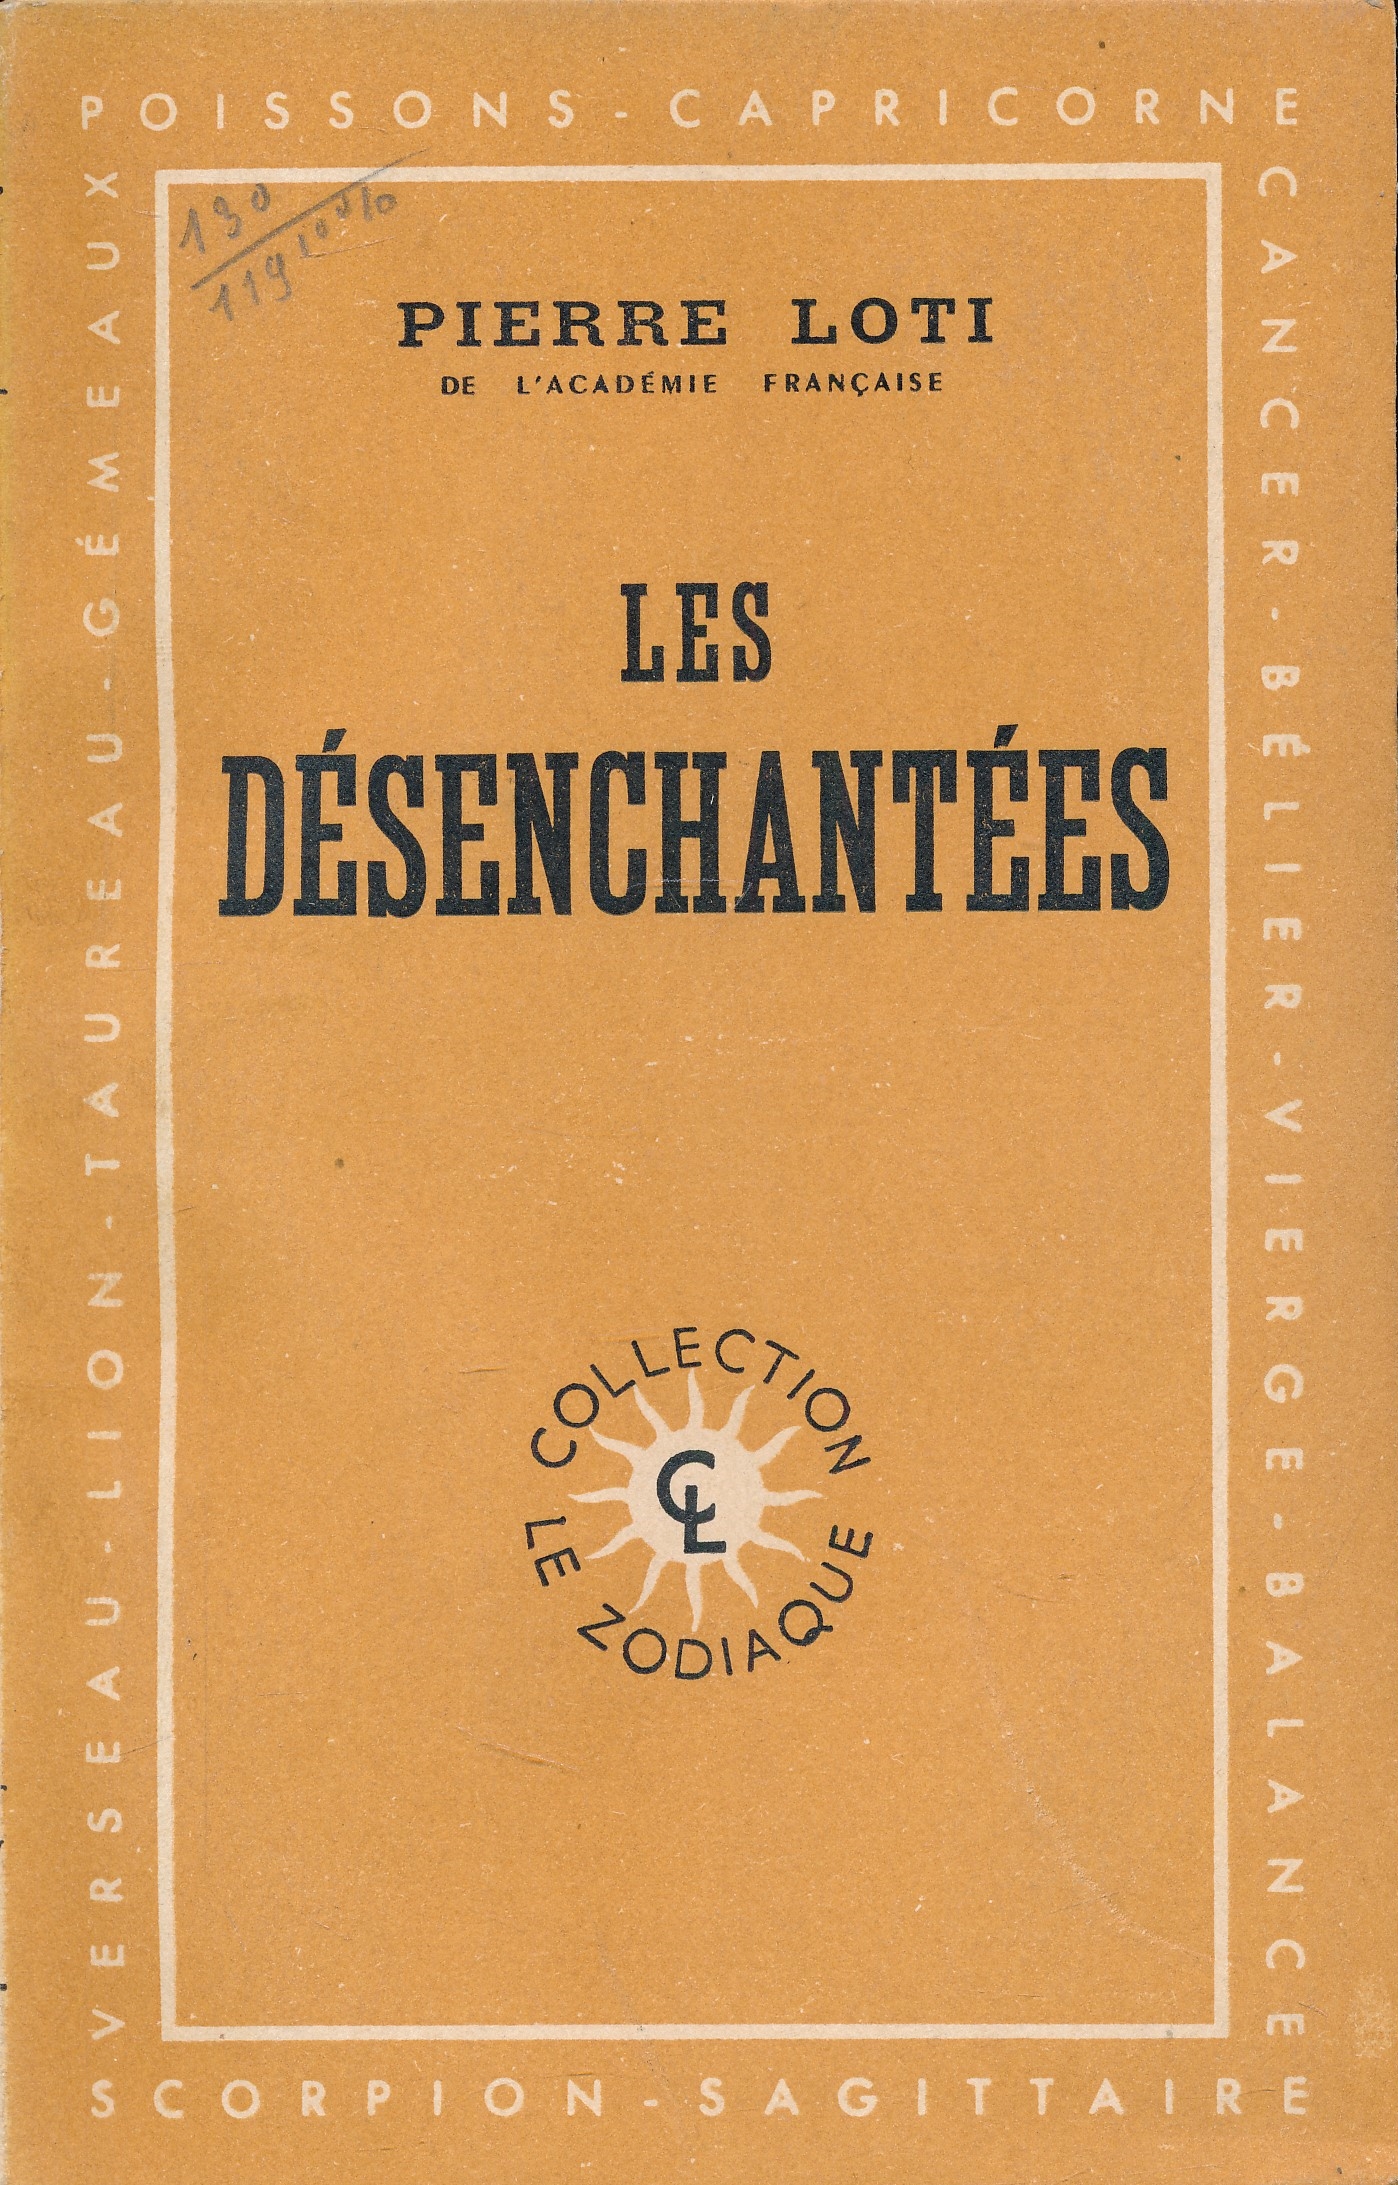 POISSONS - CAPRICORNE
CANCER - BÉLIER - VIERGE - BALANCE
VERSEAU - LION - TAUREAU - GÉMEAUX
130
119 10%
PIERRE LOTI
DE L'ACADÉMIE FRANÇAISE
LES
DÉSENCHANTÉES
COLLECTION
CL
LE ZODIAQUE
SCORPION - SAGITTAIRE